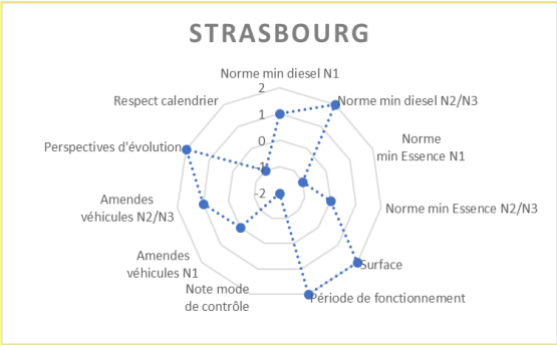 STRASBOURG
Norme min diesel N1
2
Respect calendrier
Norme min diesel N2/N3
1
Norme
min Essence N1
Perspectives d'évolution
0
-1
Amendes
véhicules N2/N3
-2
Norme min Essence N2/N3
Amendes
véhicules N1
Surface
Note mode
de contrôle
Période de fonctionnement